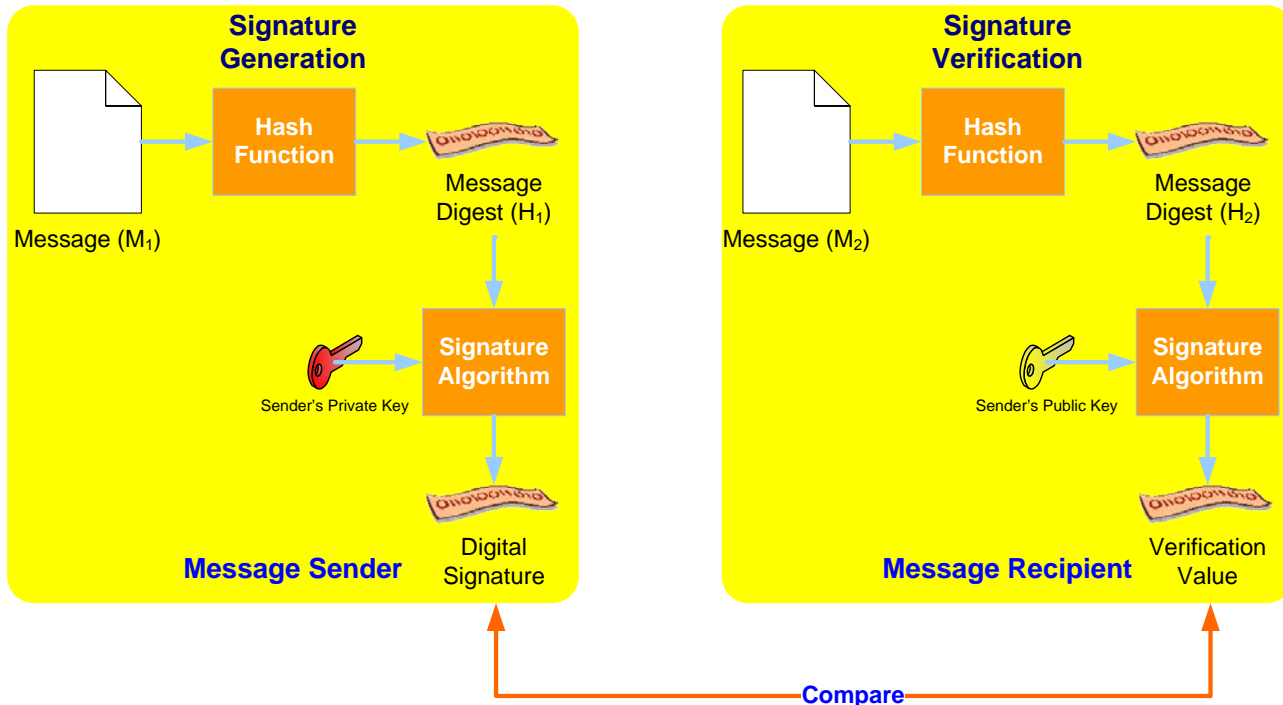 Signature
Generation
Hash
Function
Message
Digest (H₁)
Message (M₁)
Signature
Algorithm
Sender's Private Key
Digital
Signature
Message Sender
Signature
Verification
Hash
Function
Message
Digest (H₂)
Message (M₂)
Signature
Algorithm
Sender's Public Key
Verification
Value
Message Recipient
Compare